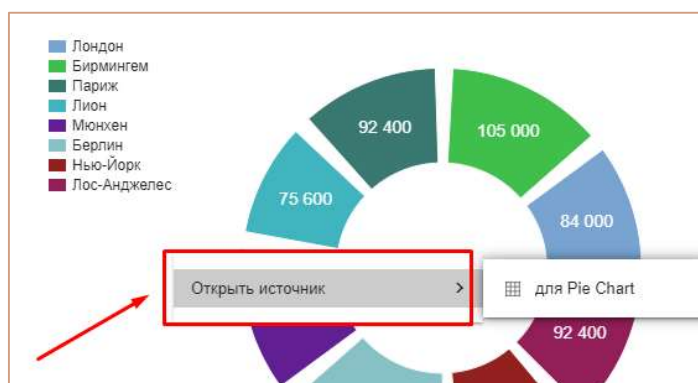 Лондон
Бирмингем
Париж
Лион
Мюнхен
Берлин
Нью-Йорк
Лос-Анджелес
92 400
105 000
75 600
84 000
Открыть источник
для Pie Chart
92 400